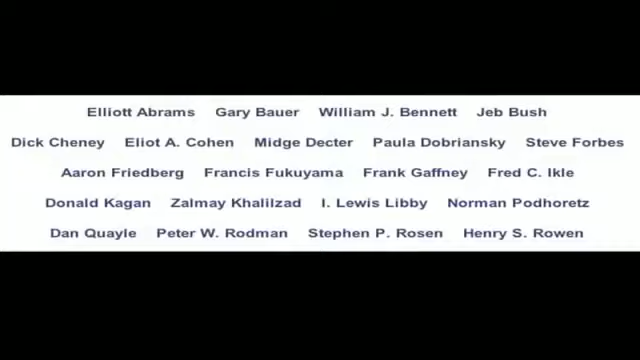 Elliott Abrams Gary Bauer William J. Bennett Jeb Bush
Dick Cheney Eliot A. Cohen Midge Decter Paula Dobriansky Steve Forbes
Aaron Friedberg Francis Fukuyama Frank Gaffney Fred C. Ikle
Donald Kagan Zalmay Khalilzad I. Lewis Libby Norman Podhoretz
Dan Quayle Peter W. Rodman Stephen P. Rosen Henry S. Rowen